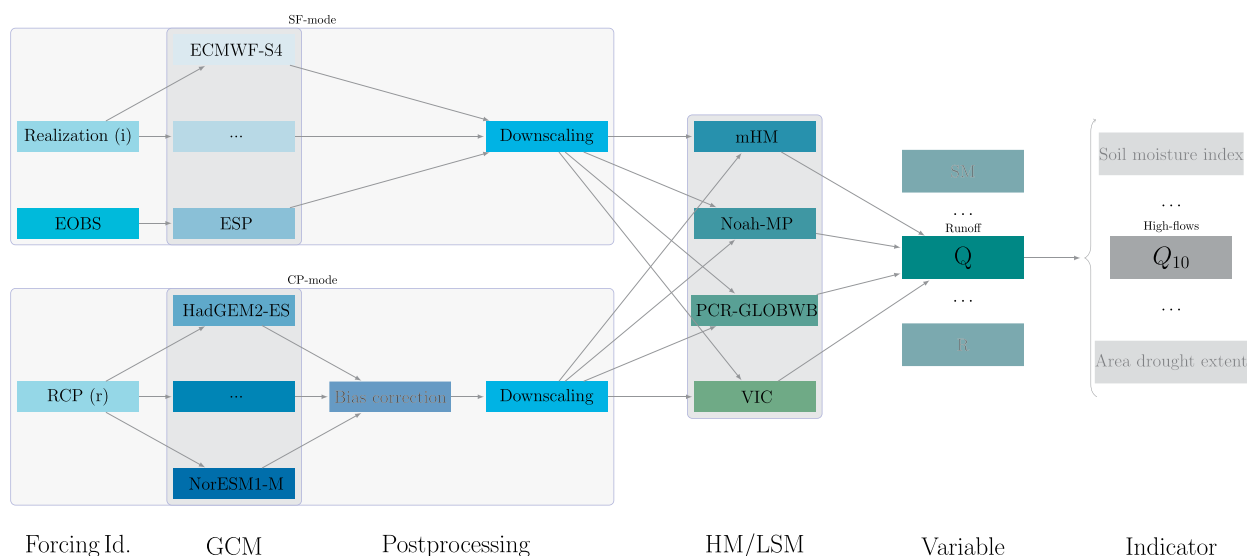 SF-mode
ECMWF-S4
Realization (i)
...
Downscaling
mHM
Soil moisture index
SM
...
...
EOBS
ESP
Noah-MP
Runoff
High-flows
Q
Q10
CP-mode
HadGEM2-ES
PCR-GLOBWB
...
...
R
Area drought extent
RCP (r)
...
Bias correction
Downscaling
VIC
NorESM1-M
Forcing Id.
GCM
Postprocessing
HM/LSM
Variable
Indicator